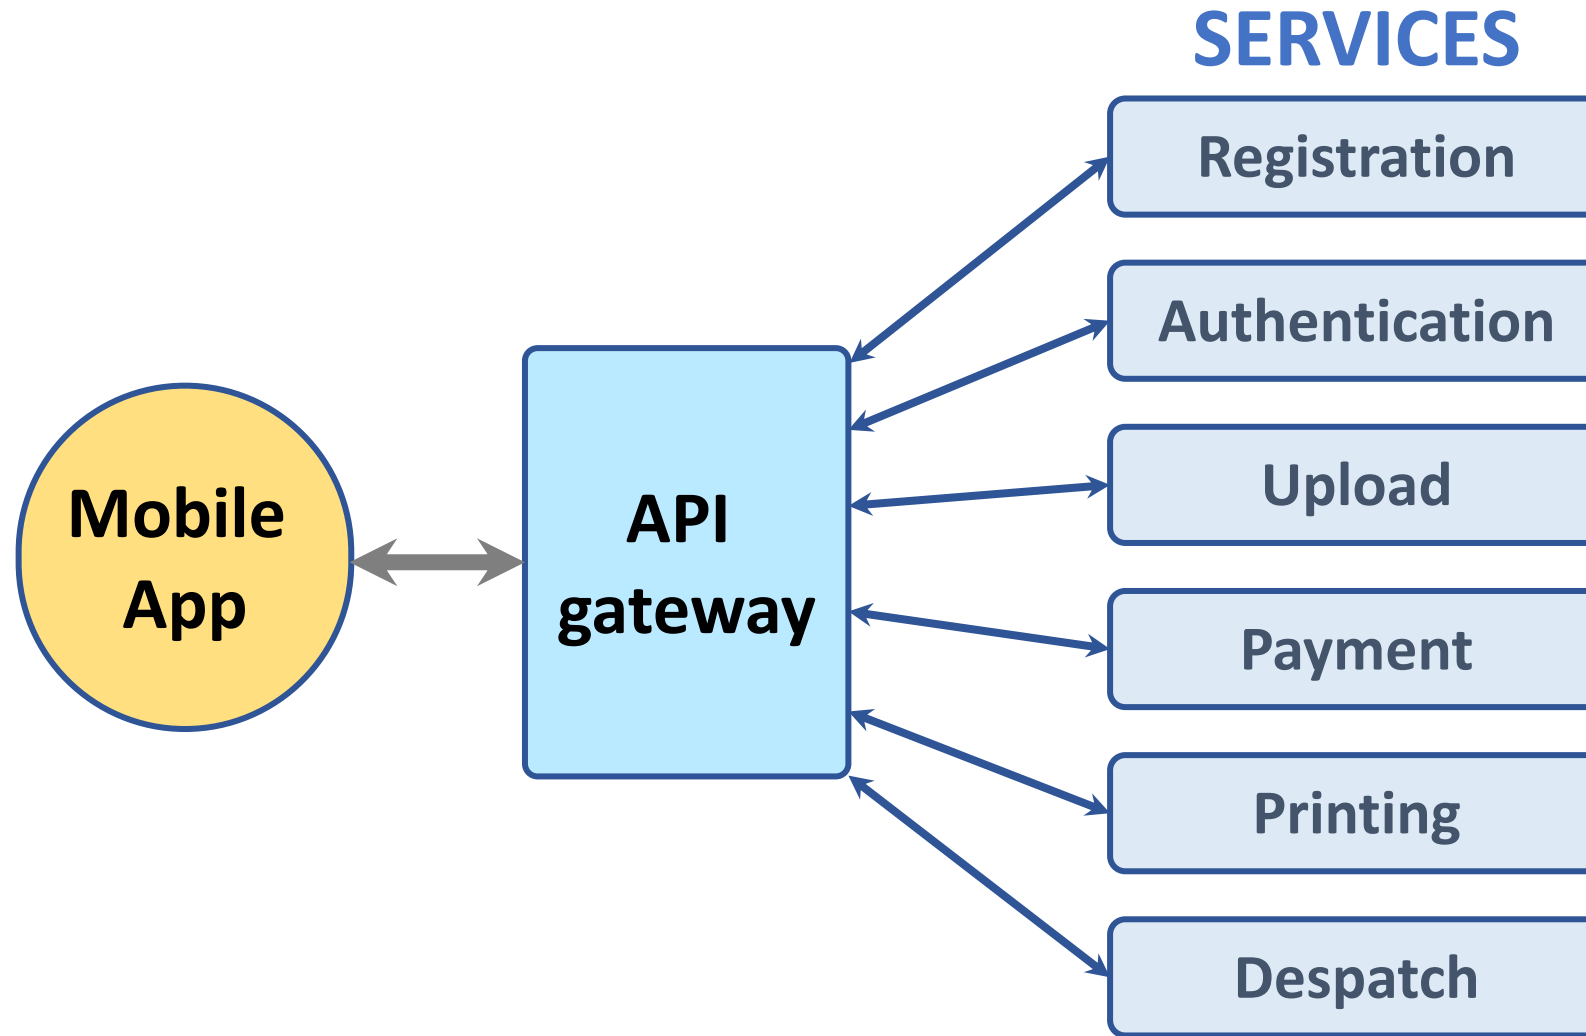 SERVICES
Registration
Authentication
Upload
Payment
Printing
Despatch
Mobile
App
API
gateway